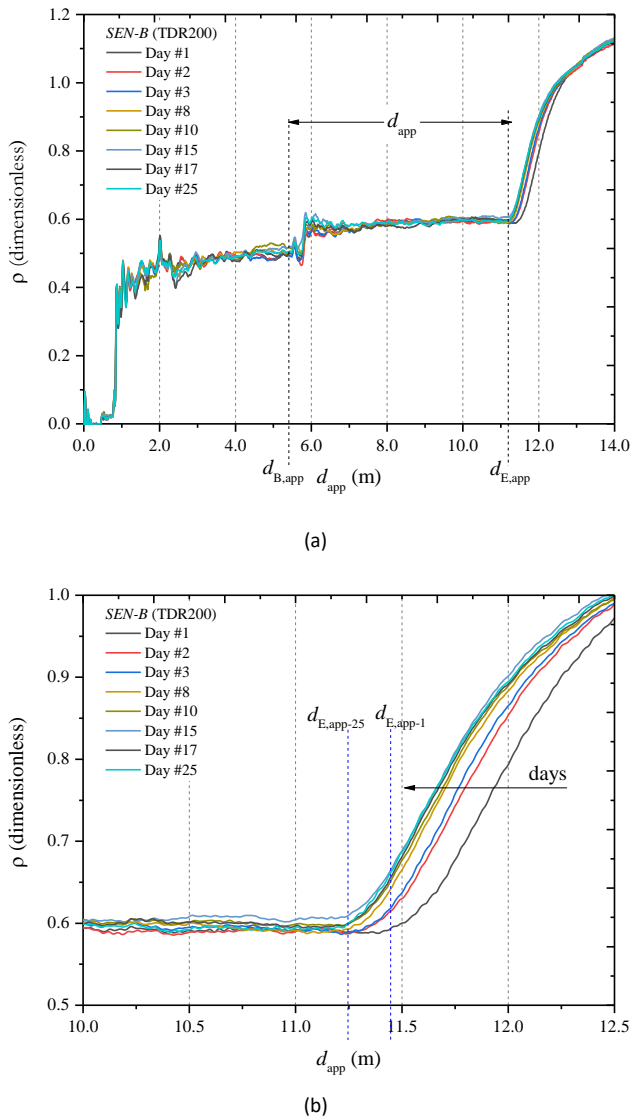 1.2
1.0
0.8
0.6
0.4
0.2
0.0
ρ (dimensionless)
SEN-B (TDR200)
Day #1
Day #2
Day #3
Day #8
Day #10
Day #15
Day #17
Day #25
d_app
0.0 2.0 4.0 6.0 8.0 10.0 12.0 14.0
d_B,app d_app (m) d_E,app
(a)
1.0
0.9
0.8
0.7
0.6
0.5
ρ (dimensionless)
SEN-B (TDR200)
Day #1
Day #2
Day #3
Day #8
Day #10
Day #15
Day #17
Day #25
d_E,app-25 d_E,app-1
days
10.0 10.5 11.0 11.5 12.0 12.5
d_app (m)
(b)